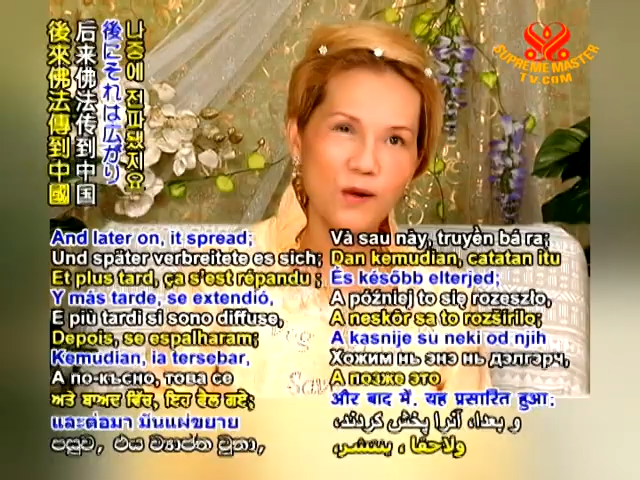 SUPREME MASTER
TV.COM
나중에 전파됐지요
後にそれは広がり
后来佛法传到中国
後來佛法傳到中國
And later on, it spread;
Und später verbreitete es sich;
Et plus tard, ça s'est répandu ;
Y más tarde, se extendió,
E più tardi si sono diffuse,
Depois, se espalharam;
Kemudian, ia tersebar,
А по-късно, това се
ਅਤੇ ਬਾਅਦ ਵਿੱਚ, ਇਹ ਫੈਲ ਗਏ;
และต่อมา มันแผ่ขยาย
පසුව, එය ව්‍යාප්ත වුනා,
Và sau này, truyền bá ra;
Dan kemudian, catatan itu
És később elterjed;
A później to się rozeszło,
A neskôr sa to rozšírilo;
A kasnije su neki od njih
Хожим нь энэ нь дэлгэрч,
А позже это
और बाद में, यह प्रसारित हुआ;
و بعدا، آنرا پخش کردند،
ولاحقا ، ينتشر،